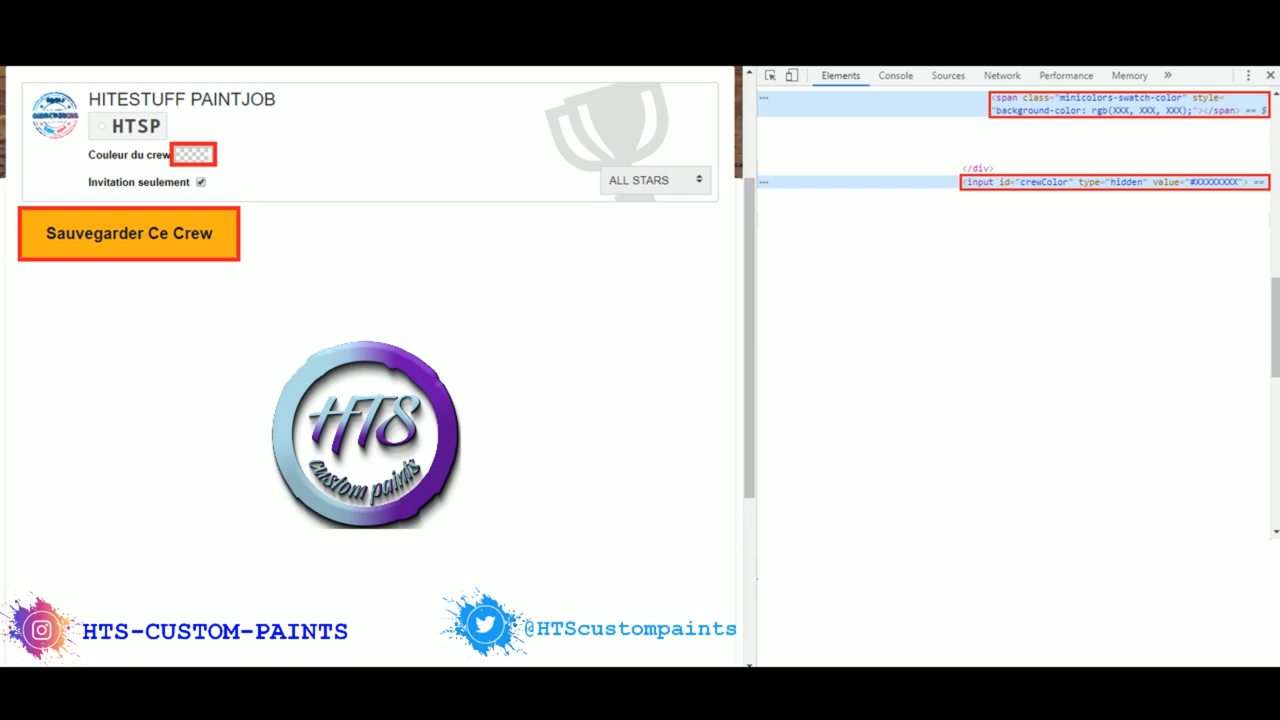 HITESTUFF PAINTJOB
HTSP
Couleur du crew
Invitation seulement
ALL STARS
Sauvegarder Ce Crew
HTS
custom paints
HTS-CUSTOM-PAINTS
@HTScustompaints
Elements Console Sources Network Performance Memory »
<span class="minicolors-swatch-color" style=
"background-color: rgb(XXX, XXX, XXX);"></span> == $
</div>
<input id="crewColor" type="hidden" value="#XXXXXXXX"> ==